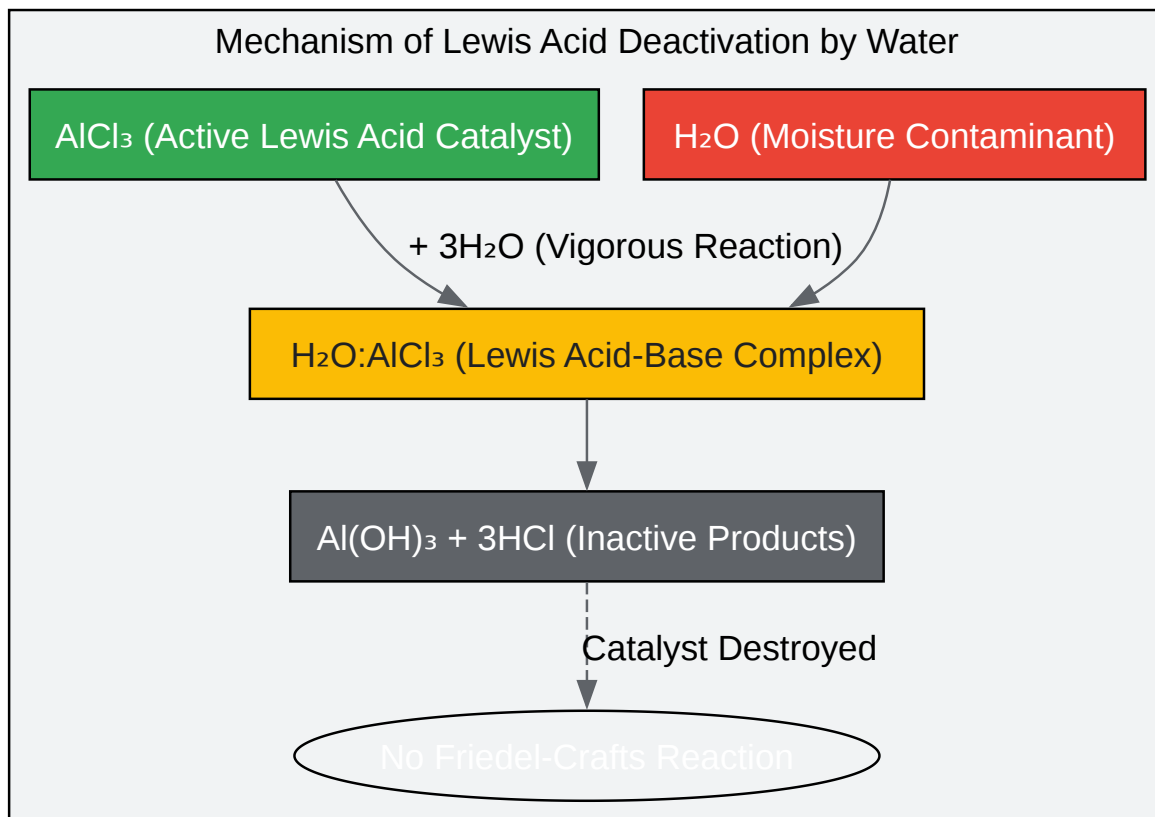 Mechanism of Lewis Acid Deactivation by Water
AlCl₃ (Active Lewis Acid Catalyst)
H₂O (Moisture Contaminant)
+ 3H₂O (Vigorous Reaction)
H₂O:AlCl₃ (Lewis Acid-Base Complex)
Al(OH)₃ + 3HCl (Inactive Products)
Catalyst Destroyed
No Friedel-Crafts Reaction